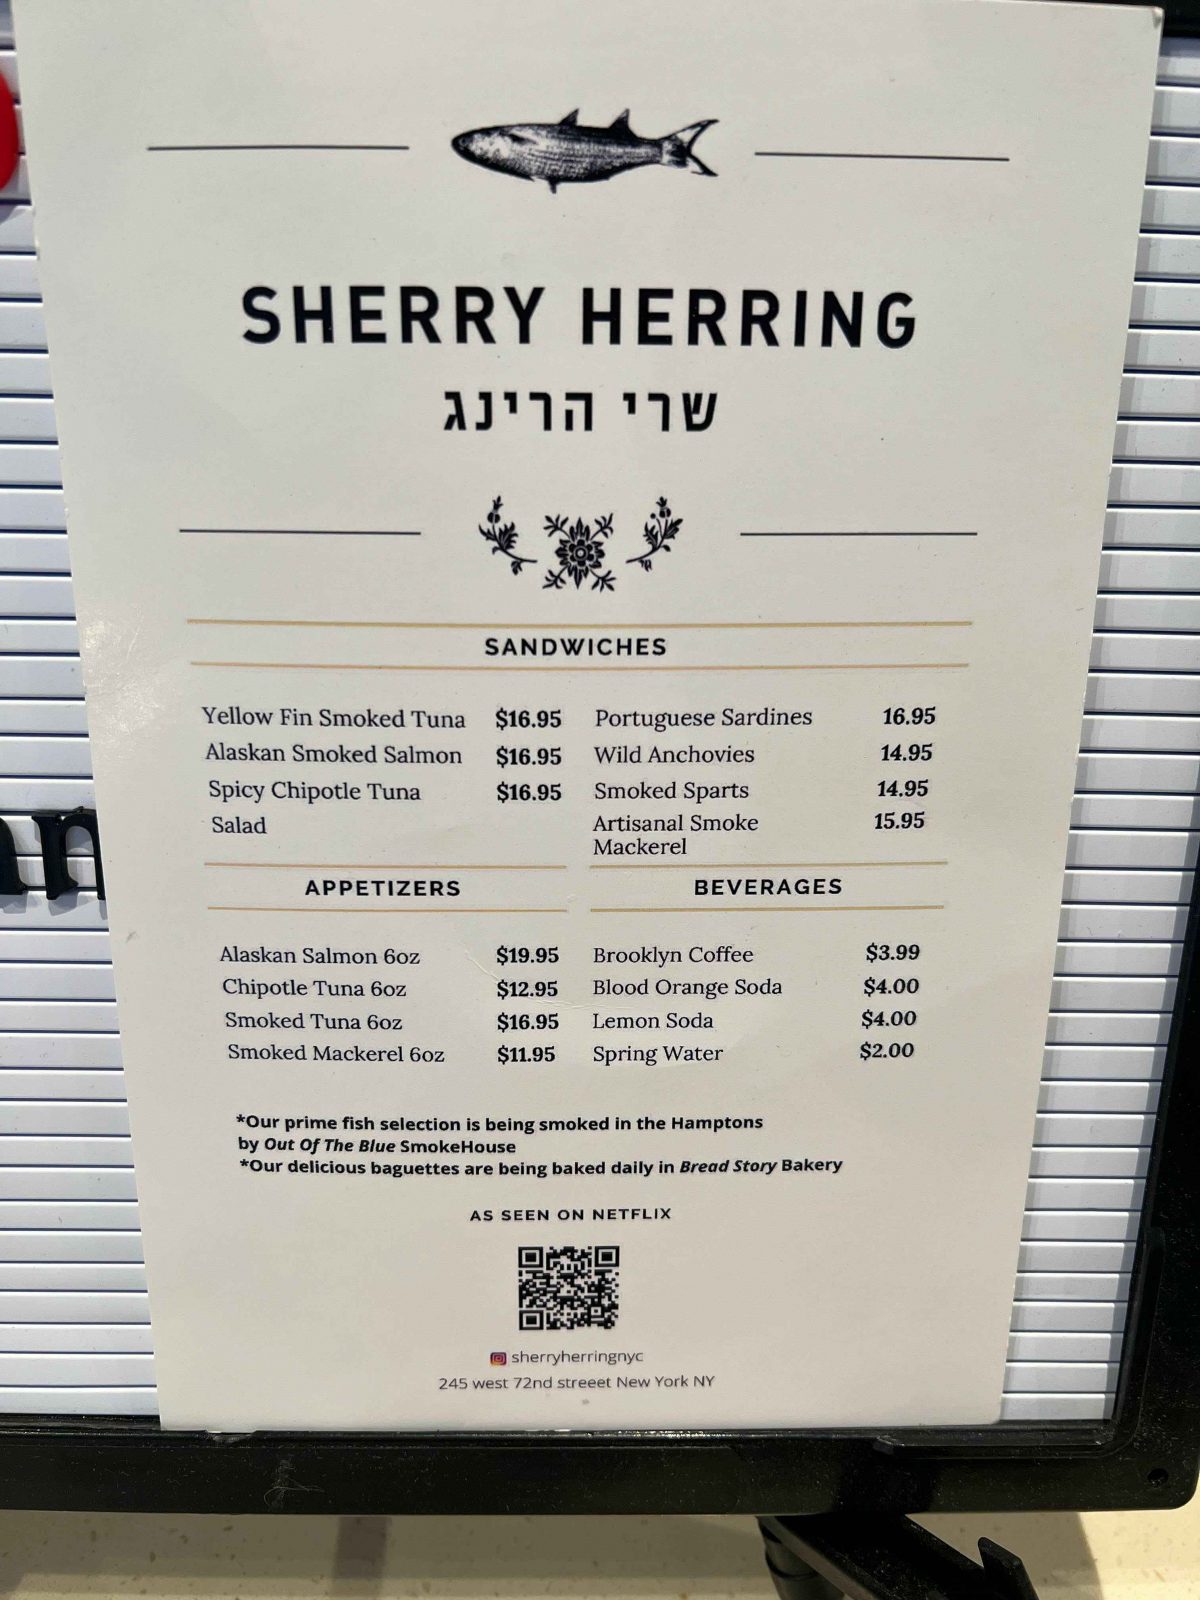 SHERRY HERRING
שרי הרינג
SANDWICHES
Yellow Fin Smoked Tuna $16.95
Alaskan Smoked Salmon $16.95
Spicy Chipotle Tuna $16.95
Salad
Portuguese Sardines 16.95
Wild Anchovies 14.95
Smoked Sparts 14.95
Artisanal Smoke 15.95
Mackerel
APPETIZERS
Alaskan Salmon 6oz $19.95
Chipotle Tuna 6oz $12.95
Smoked Tuna 6oz $16.95
Smoked Mackerel 6oz $11.95
BEVERAGES
Brooklyn Coffee $3.99
Blood Orange Soda $4.00
Lemon Soda $4.00
Spring Water $2.00
*Our prime fish selection is being smoked in the Hamptons
by Out Of The Blue SmokeHouse
*Our delicious baguettes are being baked daily in Bread Story Bakery
AS SEEN ON NETFLIX
sherryherringnyc
245 west 72nd streeet New York NY